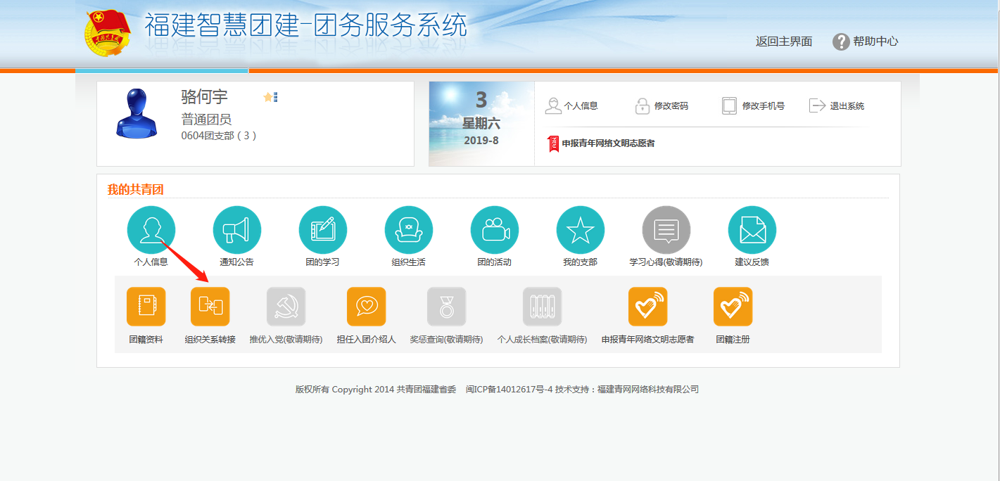 福建智慧团建-团务服务系统
返回主界面
? 帮助中心
骆何宇
普通团员
0604团支部 ( 3 )
3
星期六
2019-8
个人信息
修改密码
修改手机号
退出系统
NEW 申报青年网络文明志愿者
我的共青团
个人信息
通知公告
团的学习
组织生活
团的活动
我的支部
学习心得(敬请期待)
建议反馈
团籍资料
组织关系转接
推优入党(敬请期待)
担任入团介绍人
奖惩查询(敬请期待)
个人成长档案(敬请期待)
申报青年网络文明志愿者
团籍注册
版权所有 Copyright 2014 共青团福建省委 闽ICP备14012617号-4 技术支持：福建青网网络科技有限公司